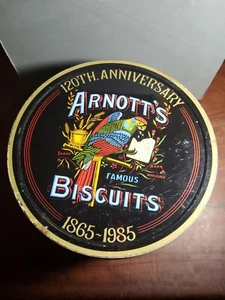 120TH. ANNIVERSARY
ARNOTT'S
FAMOUS
BISCUITS
1865-1985